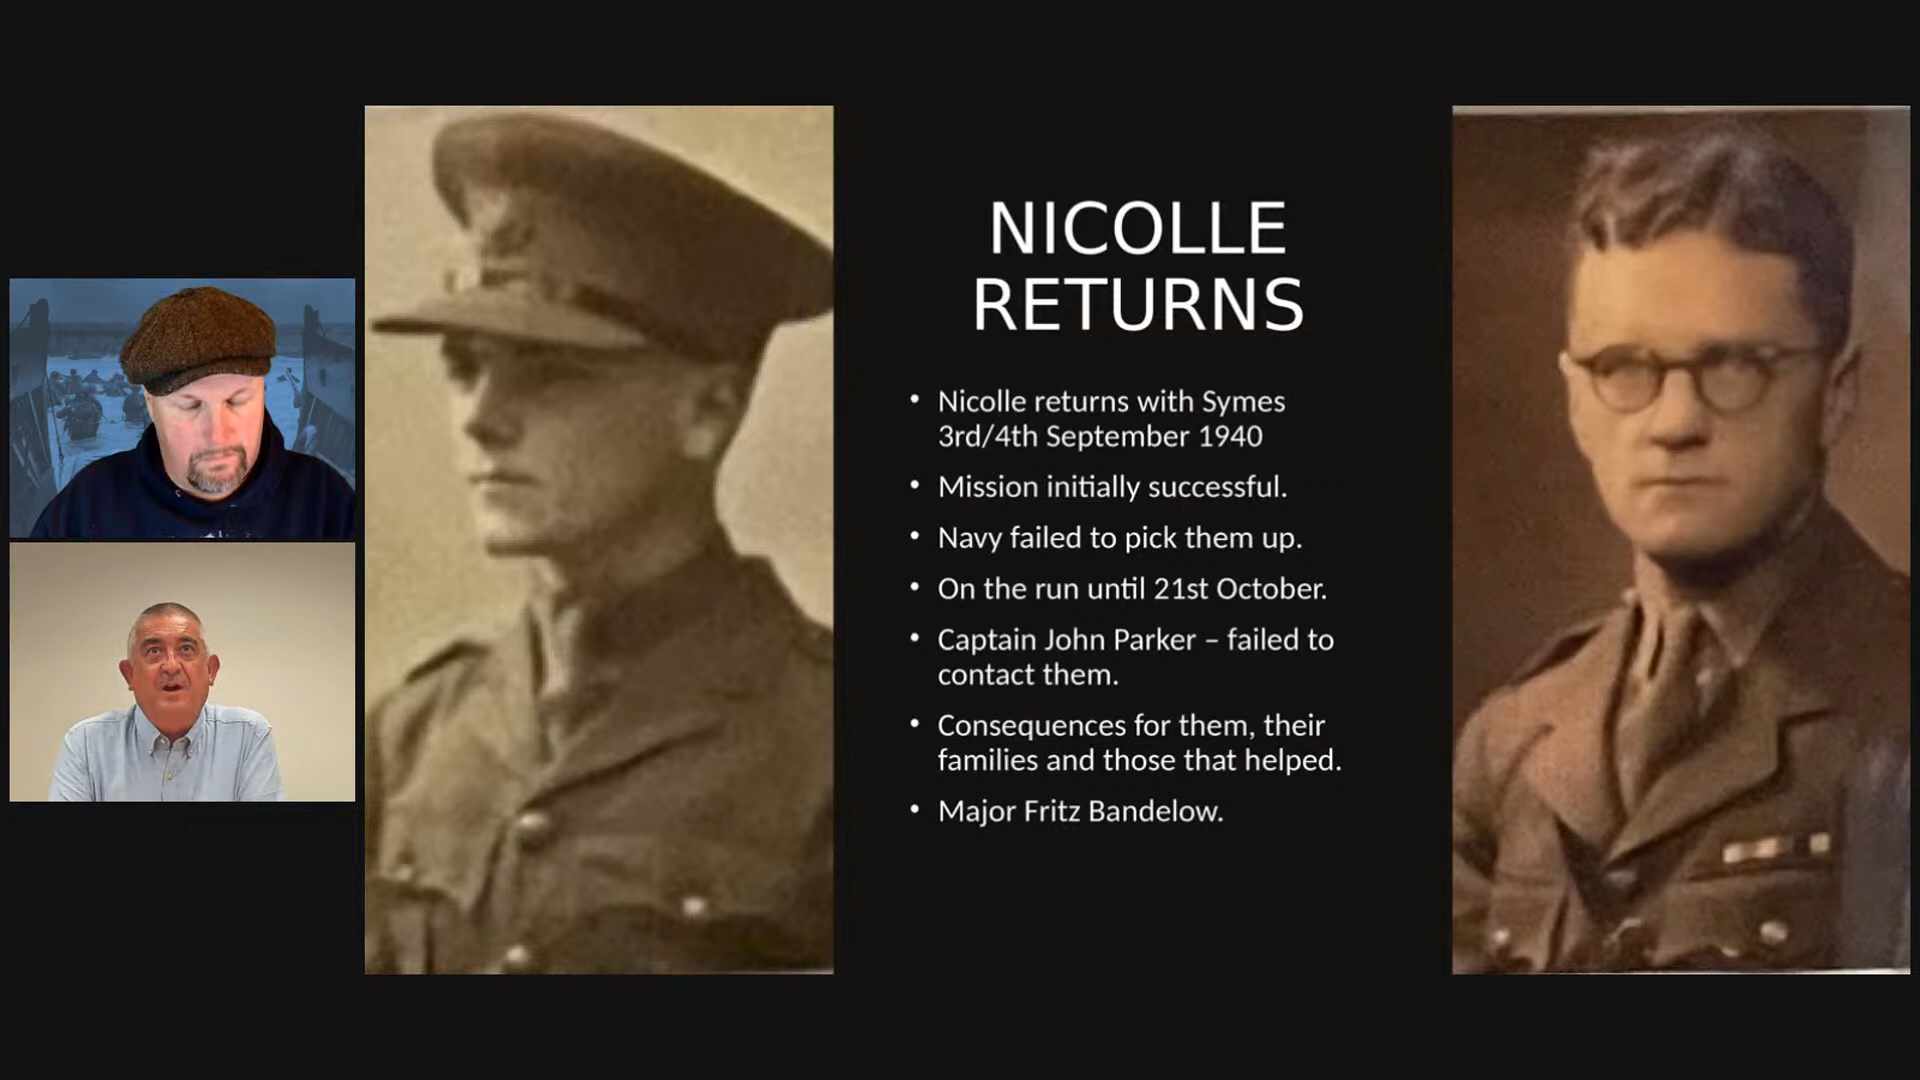 NICOLLE
RETURNS
• Nicolle returns with Symes
3rd/4th September 1940
• Mission initially successful.
• Navy failed to pick them up.
• On the run until 21st October.
• Captain John Parker – failed to
contact them.
• Consequences for them, their
families and those that helped.
• Major Fritz Bandelow.